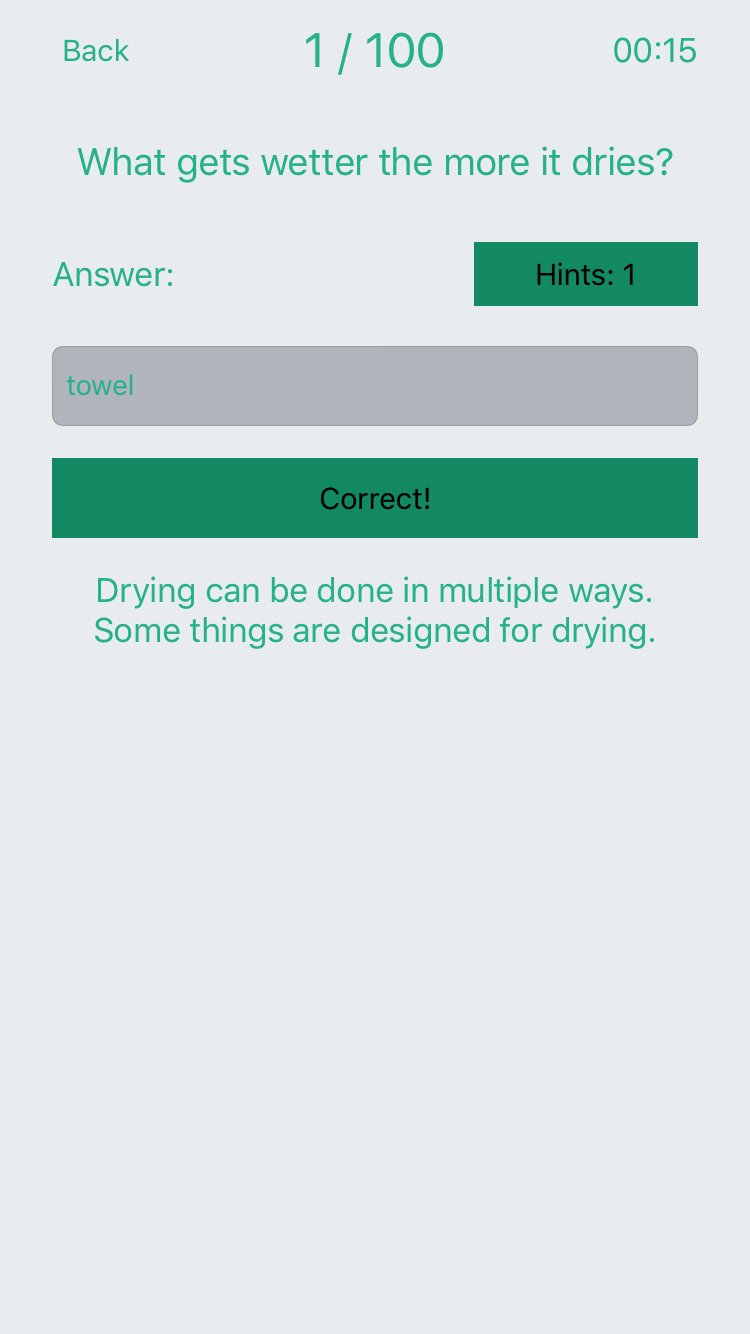 Back
1 / 100
00:15
What gets wetter the more it dries?
Answer:
Hints: 1
towel
Correct!
Drying can be done in multiple ways.
Some things are designed for drying.